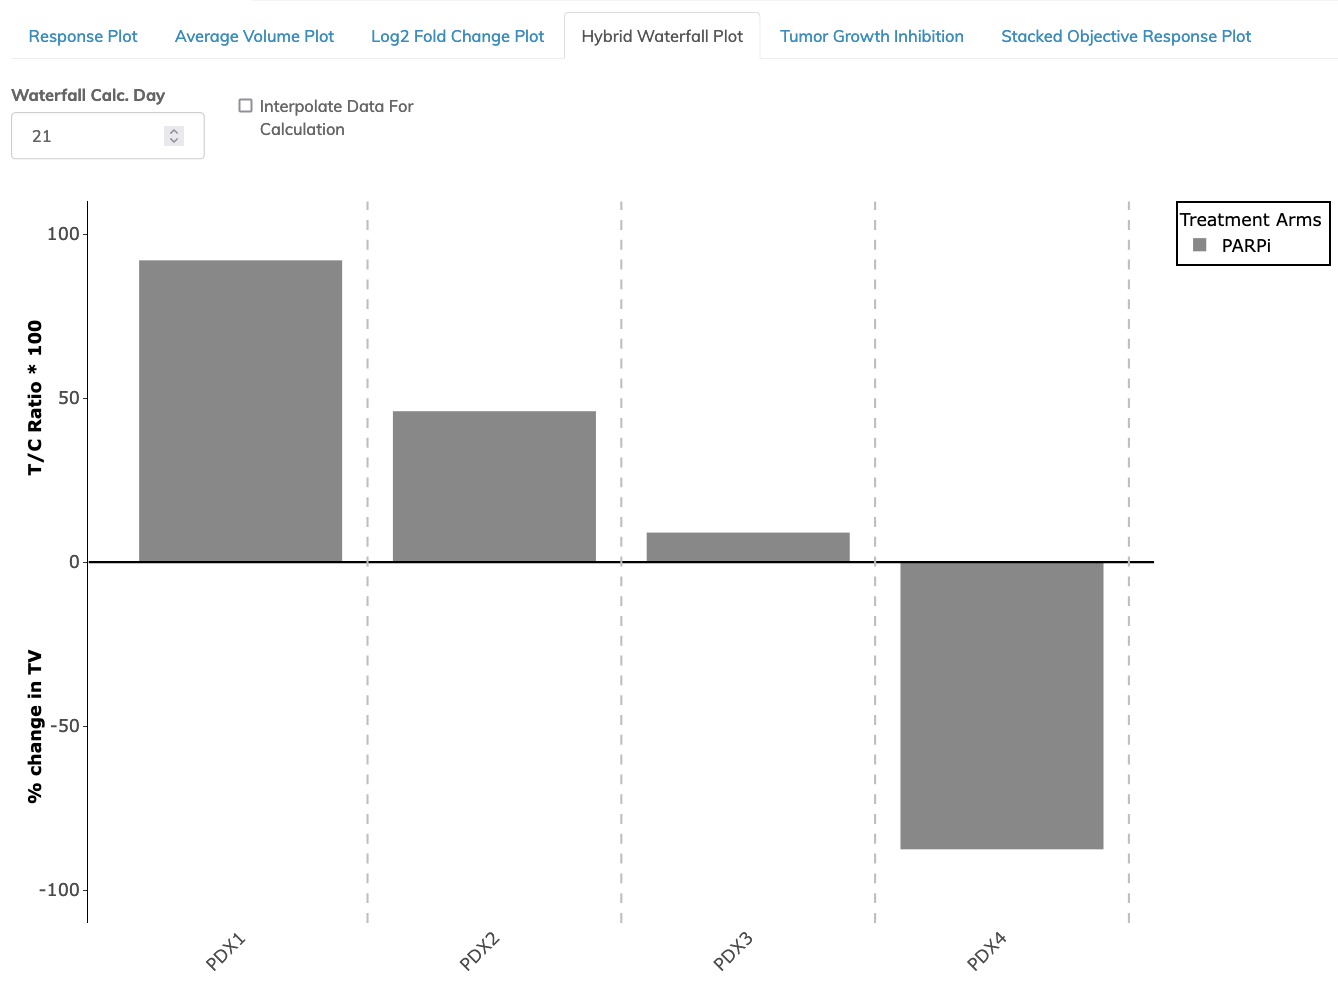 Response Plot
Average Volume Plot
Log2 Fold Change Plot
Hybrid Waterfall Plot
Tumor Growth Inhibition
Stacked Objective Response Plot
Waterfall Calc. Day
21
Interpolate Data For
Calculation
T/C Ratio * 100
% change in TV
100
50
0
-50
-100
PDX1
PDX2
PDX3
PDX4
Treatment Arms
PARPi